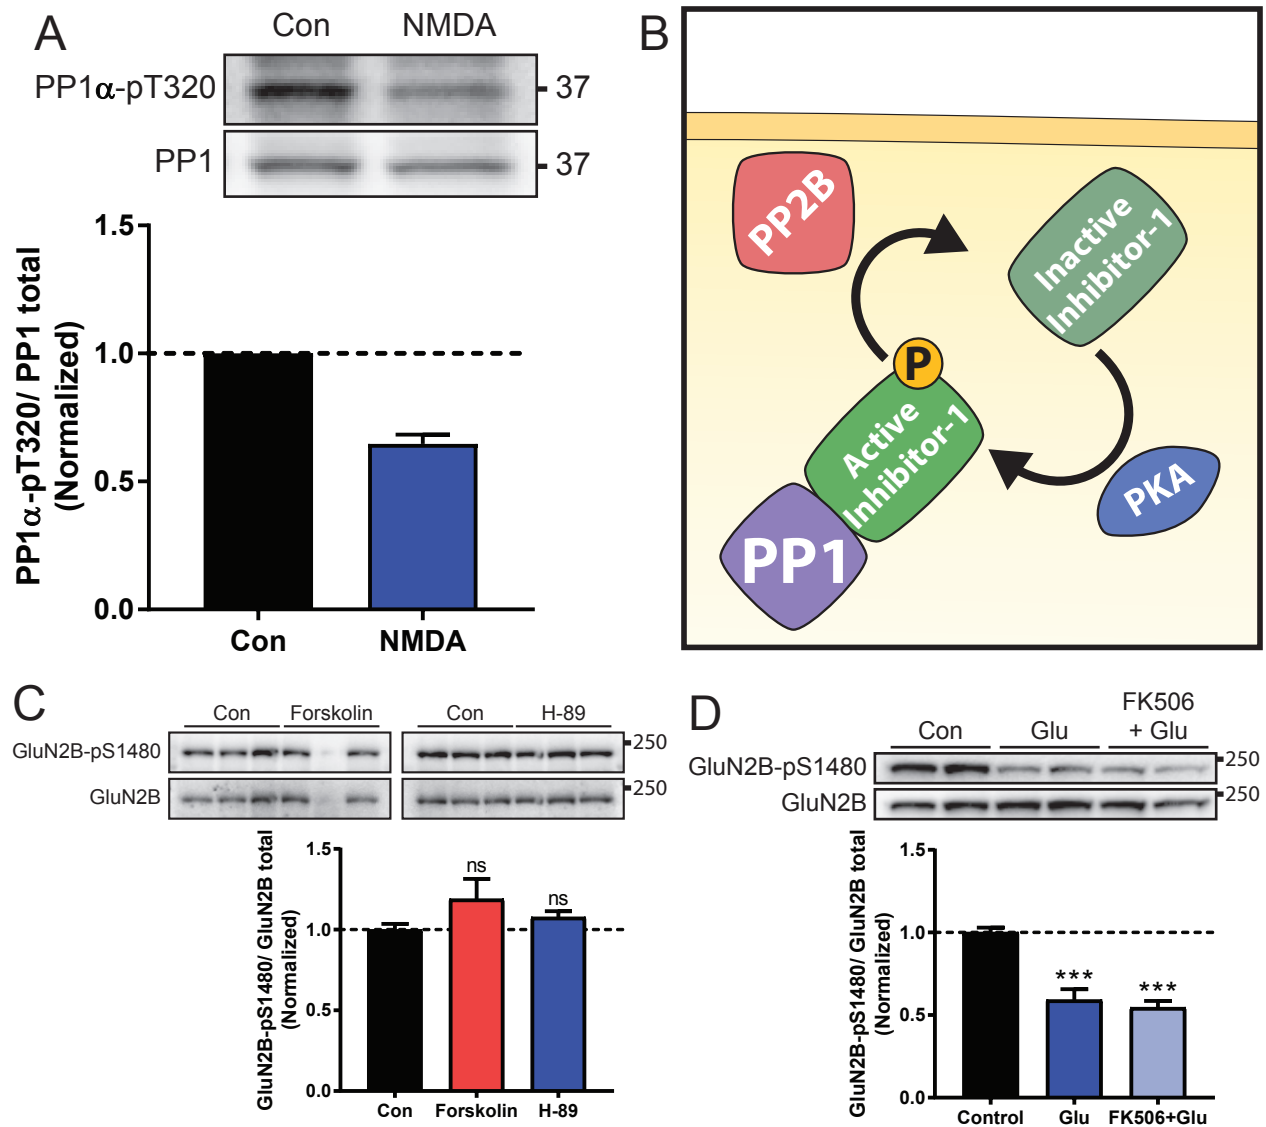 A
Con NMDA
PP1α-pT320
37
PP1
37
PP1α-pT320/ PP1 total
(Normalized)
1.5
1.0
0.5
0.0
Con NMDA
B
PP2B
Inactive
Inhibitor-1
P
Active
Inhibitor-1
PKA
PP1
C
Con Forskolin Con H-89
GluN2B-pS1480
250
GluN2B
250
GluN2B-pS1480/ GluN2B total
(Normalized)
1.5
1.0
0.5
0.0
ns
ns
Con Forskolin H-89
D
Con Glu FK506
+ Glu
GluN2B-pS1480
250
GluN2B
250
GluN2B-pS1480/ GluN2B total
(Normalized)
1.5
1.0
0.5
0.0
***
***
Control Glu FK506+Glu